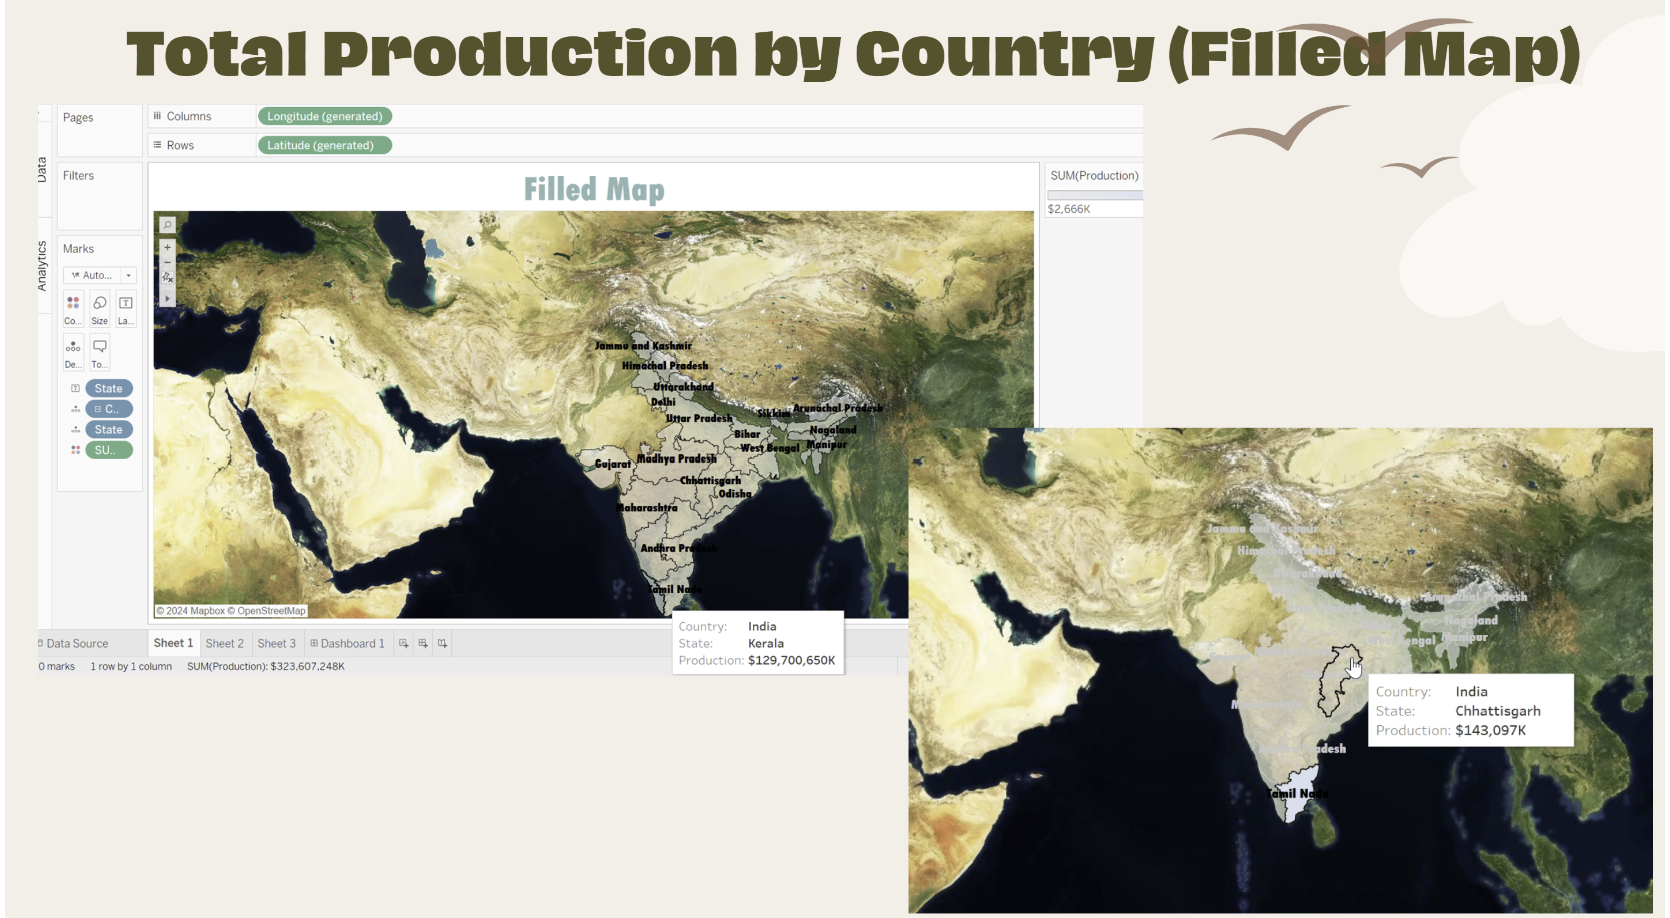 Total Production by Country (Filled Map)
Data
Analytics
Pages
Filters
Marks
Auto...
Co...
Size
La...
De...
To...
State
C..
State
SU..
Columns
Longitude (generated)
Rows
Latitude (generated)
Filled Map
SUM(Production)
$2,666K
Jammu and Kashmir
Himachal Pradesh
Uttarakhand
Delhi
Uttar Pradesh
Sikkim
Arunachal Pradesh
Bihar
Nagaland
West Bengal
Manipur
Gujarat
Madhya Pradesh
Chhattisgarh
Odisha
Maharashtra
Andhra Pradesh
Tamil Nadu
© 2024 Mapbox © OpenStreetMap
Country: India
State: Kerala
Production: $129,700,650K
Data Source
Sheet 1
Sheet 2
Sheet 3
Dashboard 1
0 marks
1 row by 1 column
SUM(Production): $323,607,248K
Jammu and Kashmir
Himachal Pradesh
Arunachal Pradesh
Nagaland
Manipur
Tamil Nadu
Country: India
State: Chhattisgarh
Production: $143,097K